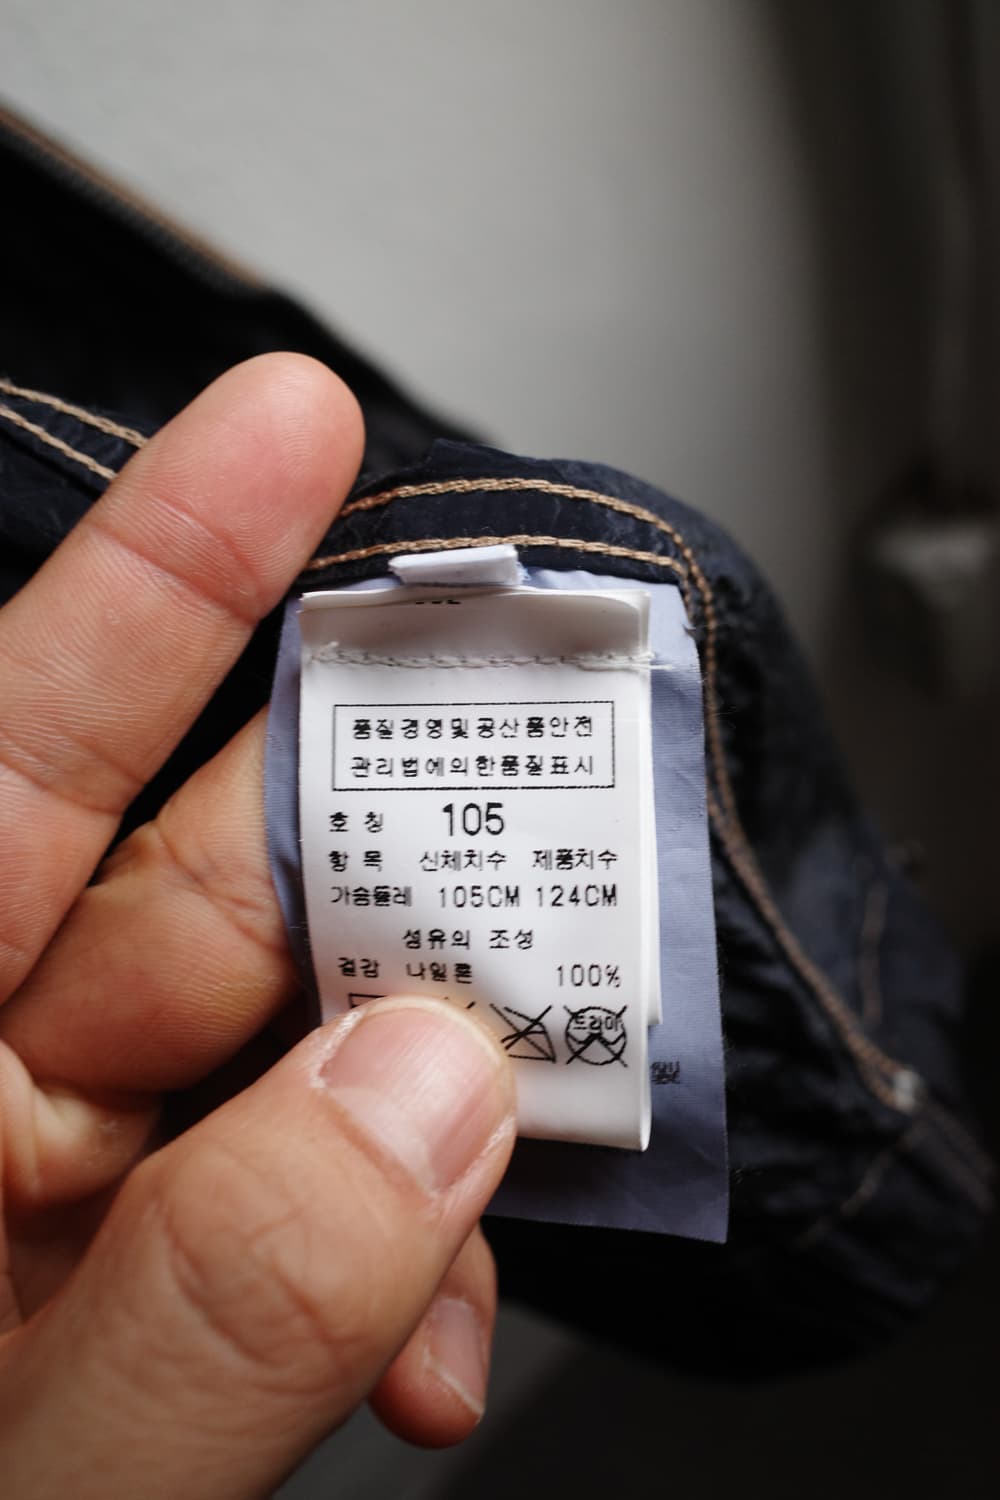 품질경영및공산품안전
관리법에의한품질표시
호 칭 105
항 목 신체치수 제품치수
가슴둘레 105CM 124CM
섬유의 조성
겉감 나일론 100%
드라이